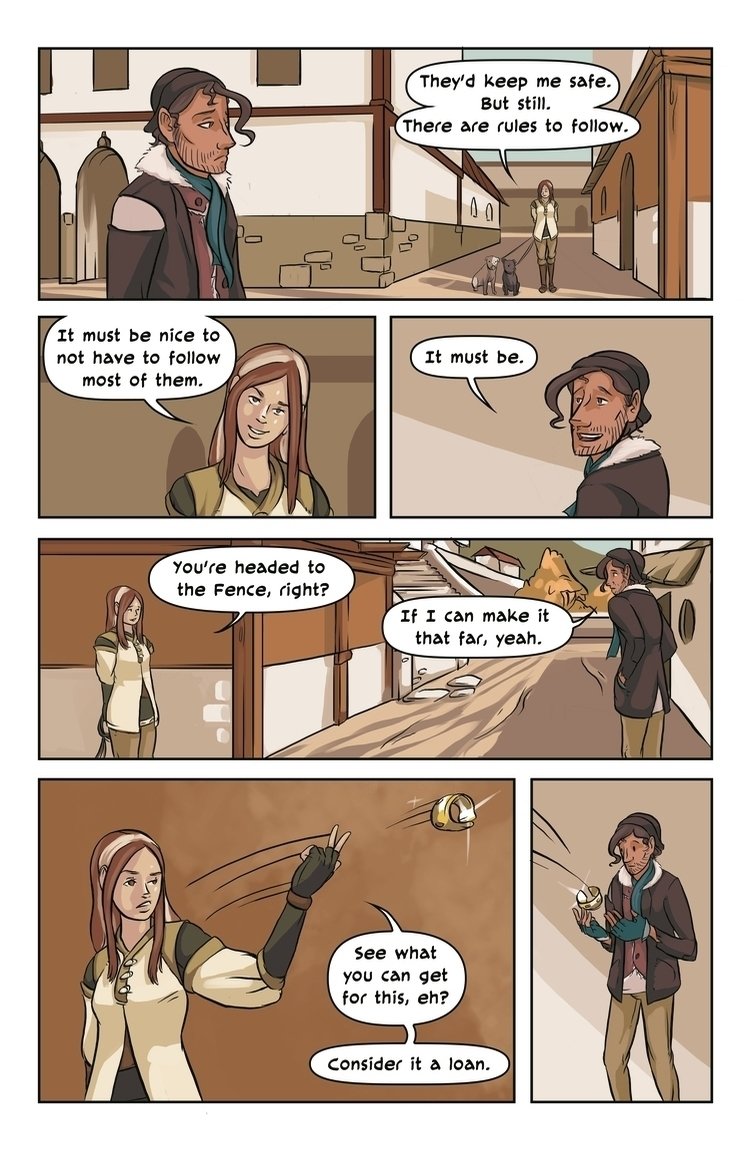 They'd keep me safe.
But still.
There are rules to follow.
It must be nice to
not have to follow
most of them.
It must be.
You're headed to
the Fence, right?
If I can make it
that far, yeah.
See what
you can get
for this, eh?
Consider it a loan.